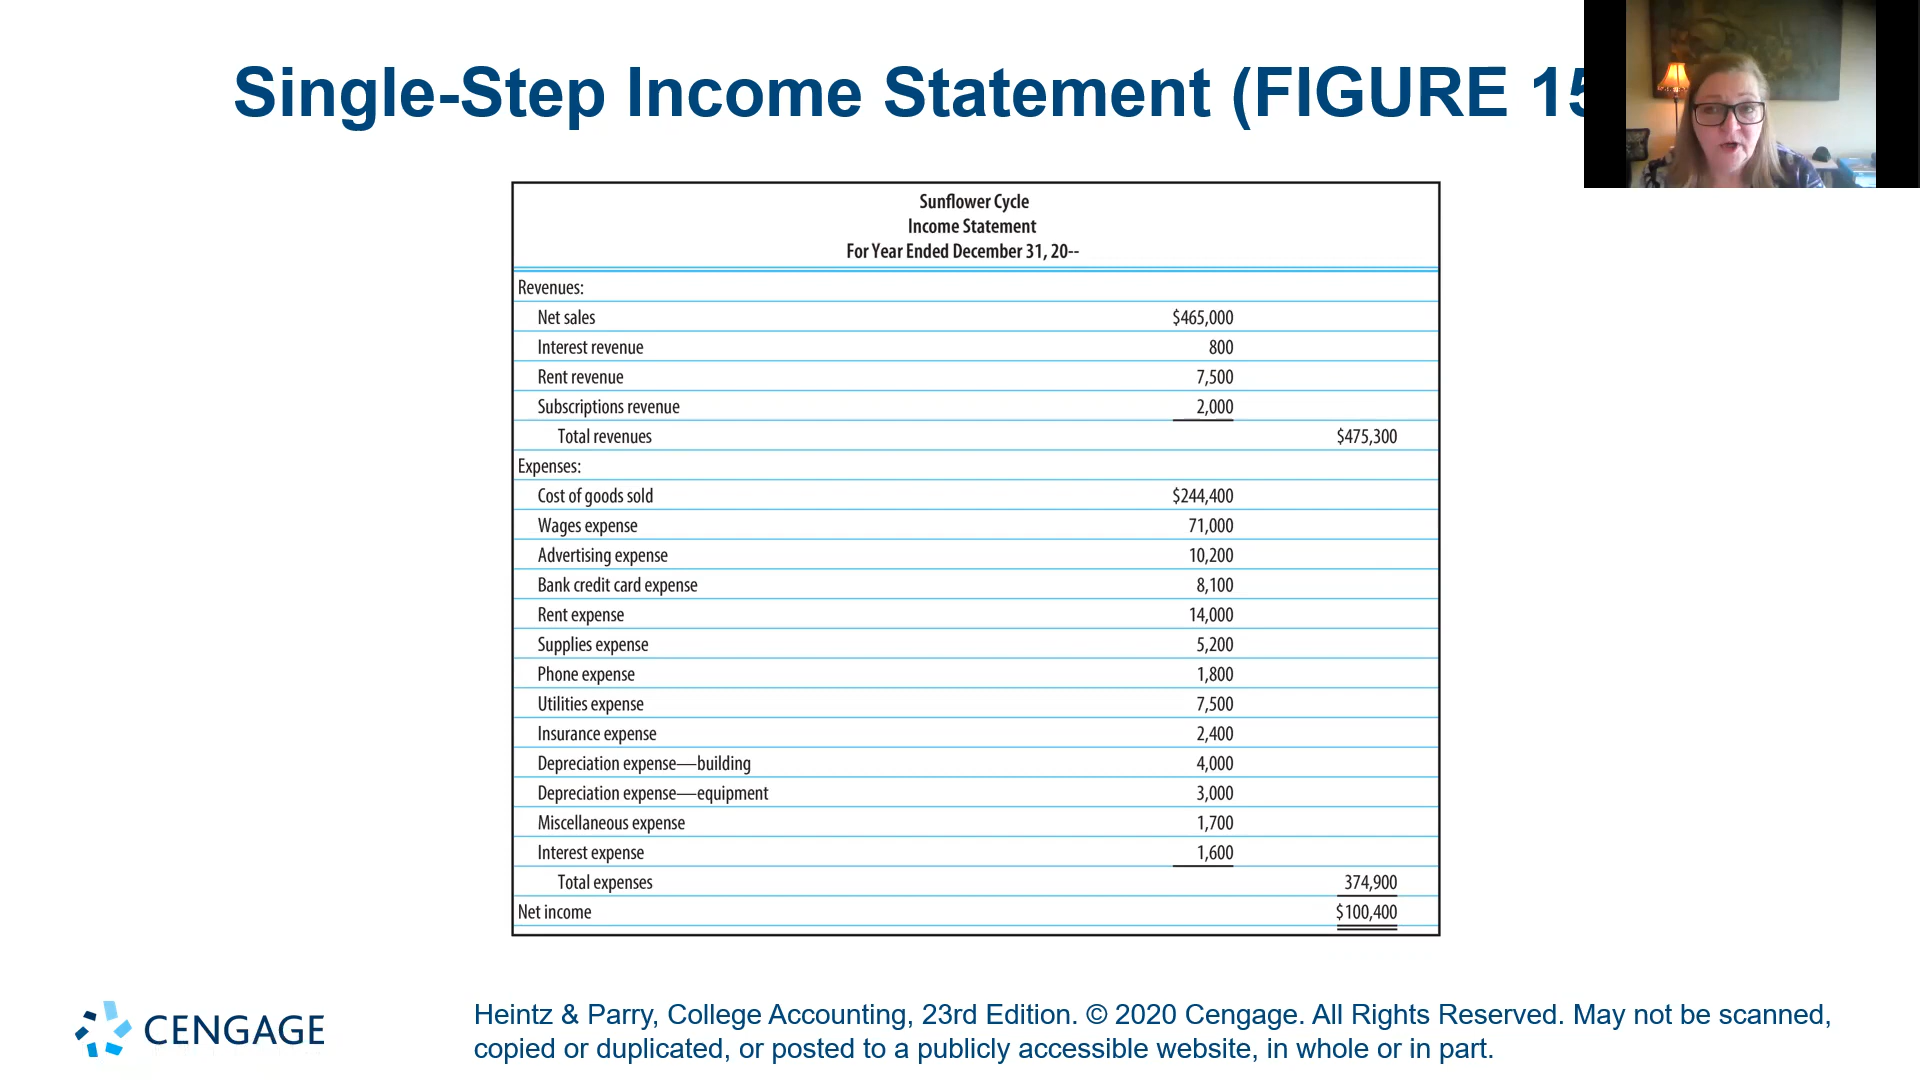 Single-Step Income Statement (FIGURE 15
Sunflower Cycle
Income Statement
For Year Ended December 31, 20--
Revenues:
Net sales $465,000
Interest revenue 800
Rent revenue 7,500
Subscriptions revenue 2,000
Total revenues $475,300
Expenses:
Cost of goods sold $244,400
Wages expense 71,000
Advertising expense 10,200
Bank credit card expense 8,100
Rent expense 14,000
Supplies expense 5,200
Phone expense 1,800
Utilities expense 7,500
Insurance expense 2,400
Depreciation expense—building 4,000
Depreciation expense—equipment 3,000
Miscellaneous expense 1,700
Interest expense 1,600
Total expenses 374,900
Net income $100,400
CENGAGE
Heintz & Parry, College Accounting, 23rd Edition. © 2020 Cengage. All Rights Reserved. May not be scanned,
copied or duplicated, or posted to a publicly accessible website, in whole or in part.